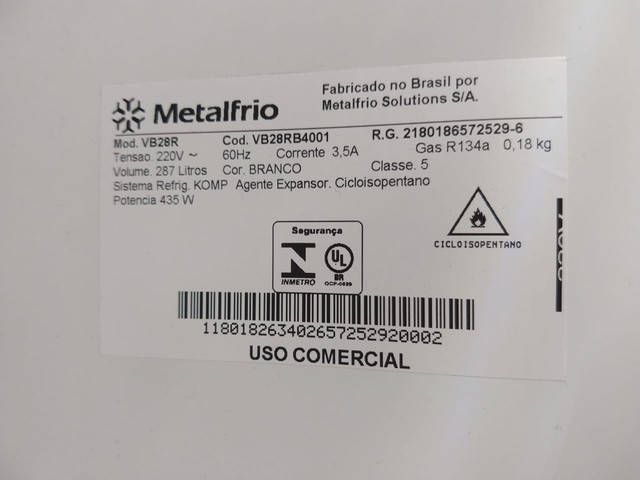 Metalfrio
Fabricado no Brasil por
Metalfrio Solutions S/A.
Mod. VB28R Cod. VB28RB4001 R.G. 2180186572529-6
Tensao. 220V ~ 60Hz Corrente 3,5A Gas R134a 0,18 kg
Volume. 287 Litros Cor. BRANCO Classe. 5
Sistema Refrig. KOMP Agente Expansor. Cicloisopentano
Potencia 435 W
CICLOISOPENTANO
Segurança
N UL
BR
INMETRO OCP-0029
118018263402657252920002
USO COMERCIAL